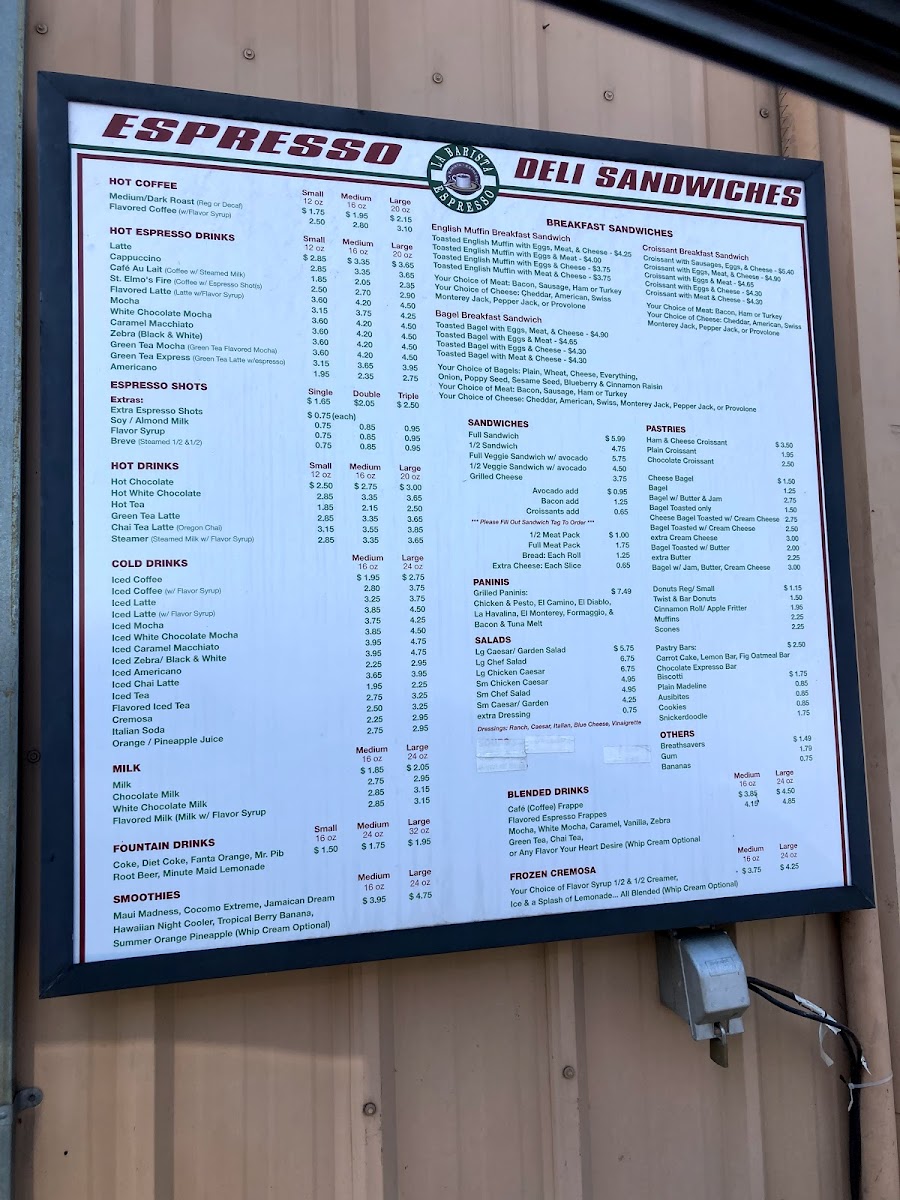 ESPRESSO
LA BARISTA ESPRESSO
DELI SANDWICHES
HOT COFFEE Small Medium Large
12 oz 16 oz 20 oz
Medium/Dark Roast (Reg or Decaf) $ 1.75 $ 1.95 $ 2.15
Flavored Coffee (w/Flavor Syrup) 2.50 2.80 3.10
HOT ESPRESSO DRINKS Small Medium Large
12 oz 16 oz 20 oz
Latte $ 2.85 $ 3.35 $ 3.65
Cappuccino 2.85 3.35 3.65
Café Au Lait (Coffee w/ Steamed Milk) 1.85 2.05 2.35
St. Elmo's Fire (Coffee w/ Espresso Shot(s) 2.50 2.70 2.90
Flavored Latte (Latte w/Flavor Syrup) 3.60 4.20 4.50
Mocha 3.15 3.75 4.25
White Chocolate Mocha 3.60 4.20 4.50
Caramel Macchiato 3.60 4.20 4.50
Zebra (Black & White) 3.60 4.20 4.50
Green Tea Mocha (Green Tea Flavored Mocha) 3.60 4.20 4.50
Green Tea Express (Green Tea Latte w/espresso) 3.15 3.65 3.95
Americano 1.95 2.35 2.75
ESPRESSO SHOTS Single Double Triple
$ 1.65 $2.05 $ 2.50
Extras:
Extra Espresso Shots $ 0.75 (each)
Soy / Almond Milk 0.75 0.85 0.95
Flavor Syrup 0.75 0.85 0.95
Breve (Steamed 1/2 &1/2) 0.75 0.85 0.95
HOT DRINKS Small Medium Large
12 oz 16 oz 20 oz
Hot Chocolate $ 2.50 $ 2.75 $ 3.00
Hot White Chocolate 2.85 3.35 3.65
Hot Tea 1.85 2.15 2.50
Green Tea Latte 2.85 3.35 3.65
Chai Tea Latte (Oregon Chai) 3.15 3.55 3.85
Steamer (Steamed Milk w/ Flavor Syrup) 2.85 3.35 3.65
COLD DRINKS Medium Large
16 oz 24 oz
Iced Coffee $ 1.95 $ 2.75
Iced Coffee (w/ Flavor Syrup) 2.80 3.75
Iced Latte 3.25 3.75
Iced Latte (w/ Flavor Syrup) 3.85 4.50
Iced Mocha 3.75 4.25
Iced White Chocolate Mocha 3.85 4.50
Iced Caramel Macchiato 3.95 4.75
Iced Zebra/ Black & White 3.95 4.75
Iced Americano 2.25 2.95
Iced Chai Latte 3.65 3.95
Iced Tea 1.95 2.25
Flavored Iced Tea 2.75 3.25
Cremosa 2.50 3.25
Italian Soda 2.25 2.95
Orange / Pineapple Juice 2.75 2.95
MILK Medium Large
16 oz 24 oz
Milk $ 1.85 $ 2.05
Chocolate Milk 2.75 2.95
White Chocolate Milk 2.85 3.15
Flavored Milk (Milk w/ Flavor Syrup 2.85 3.15
FOUNTAIN DRINKS Small Medium Large
16 oz 24 oz 32 oz
Coke, Diet Coke, Fanta Orange, Mr. Pib $ 1.50 $ 1.75 $ 1.95
Root Beer, Minute Maid Lemonade
SMOOTHIES Medium Large
16 oz 24 oz
Maui Madness, Cocomo Extreme, Jamaican Dream $ 3.95 $ 4.75
Hawaiian Night Cooler, Tropical Berry Banana,
Summer Orange Pineapple (Whip Cream Optional)
BREAKFAST SANDWICHES
English Muffin Breakfast Sandwich
Toasted English Muffin with Eggs, Meat, & Cheese - $4.25
Toasted English Muffin with Eggs & Meat - $4.00
Toasted English Muffin with Eggs & Cheese - $3.75
Toasted English Muffin with Meat & Cheese - $3.75
Your Choice of Meat: Bacon, Sausage, Ham or Turkey
Your Choice of Cheese: Cheddar, American, Swiss
Monterey Jack, Pepper Jack, or Provolone
Croissant Breakfast Sandwich
Croissant with Sausages, Eggs, & Cheese - $5.40
Croissant with Eggs, Meat, & Cheese - $4.90
Croissant with Eggs & Meat - $4.65
Croissant with Eggs & Cheese - $4.30
Croissant with Meat & Cheese - $4.30
Your Choice of Meat: Bacon, Ham or Turkey
Your Choice of Cheese: Cheddar, American, Swiss
Monterey Jack, Pepper Jack, or Provolone
Bagel Breakfast Sandwich
Toasted Bagel with Eggs, Meat, & Cheese - $4.90
Toasted Bagel with Eggs & Meat - $4.65
Toasted Bagel with Eggs & Cheese - $4.30
Toasted Bagel with Meat & Cheese - $4.30
Your Choice of Bagels: Plain, Wheat, Cheese, Everything,
Onion, Poppy Seed, Sesame Seed, Blueberry & Cinnamon Raisin
Your Choice of Meat: Bacon, Sausage, Ham or Turkey
Your Choice of Cheese: Cheddar, American, Swiss, Monterey Jack, Pepper Jack, or Provolone
SANDWICHES
Full Sandwich $ 5.99
1/2 Sandwich 4.75
Full Veggie Sandwich w/ avocado 5.75
1/2 Veggie Sandwich w/ avocado 4.50
Grilled Cheese 3.75
Avocado add $ 0.95
Bacon add 1.25
Croissants add 0.65
*** Please Fill Out Sandwich Tag To Order ***
1/2 Meat Pack $ 1.00
Full Meat Pack 1.75
Bread: Each Roll 1.25
Extra Cheese: Each Slice 0.65
PANINIS
Grilled Paninis: $ 7.49
Chicken & Pesto, El Camino, El Diablo,
La Havalina, El Monterey, Formaggio, &
Bacon & Tuna Melt
SALADS
Lg Caesar/ Garden Salad $ 5.75
Lg Chef Salad 6.75
Lg Chicken Caesar 6.75
Sm Chicken Caesar 4.95
Sm Chef Salad 4.95
Sm Caesar/ Garden 4.25
extra Dressing 0.75
Dressings: Ranch, Caesar, Italian, Blue Cheese, Vinaigrette
PASTRIES
Ham & Cheese Croissant $ 3.50
Plain Croissant 1.95
Chocolate Croissant 2.50
Cheese Bagel $ 1.50
Bagel 1.25
Bagel w/ Butter & Jam 2.75
Bagel Toasted only 1.50
Cheese Bagel Toasted w/ Cream Cheese 2.75
Bagel Toasted w/ Cream Cheese 2.50
extra Cream Cheese 3.00
Bagel Toasted w/ Butter 2.00
extra Butter 2.25
Bagel w/ Jam, Butter, Cream Cheese 3.00
Donuts Reg/ Small $ 1.15
Twist & Bar Donuts 1.50
Cinnamon Roll/ Apple Fritter 1.95
Muffins 2.25
Scones 2.25
Pastry Bars: $ 2.50
Carrot Cake, Lemon Bar, Fig Oatmeal Bar
Chocolate Expresso Bar
Biscotti $ 1.75
Plain Madeline 0.85
Ausibites 0.85
Cookies 0.85
Snickerdoodle 1.75
OTHERS
Breathsavers $ 1.49
Gum 1.79
Bananas 0.75
BLENDED DRINKS Medium Large
16 oz 24 oz
Café (Coffee) Frappe $ 3.85 $ 4.50
Flavored Espresso Frappes 4.15 4.85
Mocha, White Mocha, Caramel, Vanilla, Zebra
Green Tea, Chai Tea,
or Any Flavor Your Heart Desire (Whip Cream Optional
FROZEN CREMOSA Medium Large
16 oz 24 oz
Your Choice of Flavor Syrup 1/2 & 1/2 Creamer, $ 3.75 $ 4.25
Ice & a Splash of Lemonade... All Blended (Whip Cream Optional)